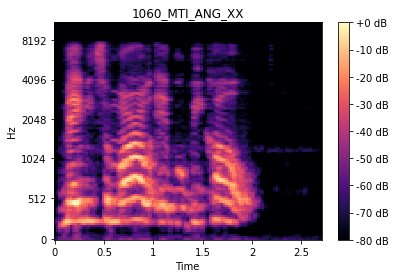 1060_MTI_ANG_XX
+0 dB
8192
-10 dB
4096
-20 dB
-30 dB
2048
Hz
-40 dB
1024
-50 dB
512
-60 dB
-70 dB
0
-80 dB
0 0.5 1 1.5 2 2.5
Time